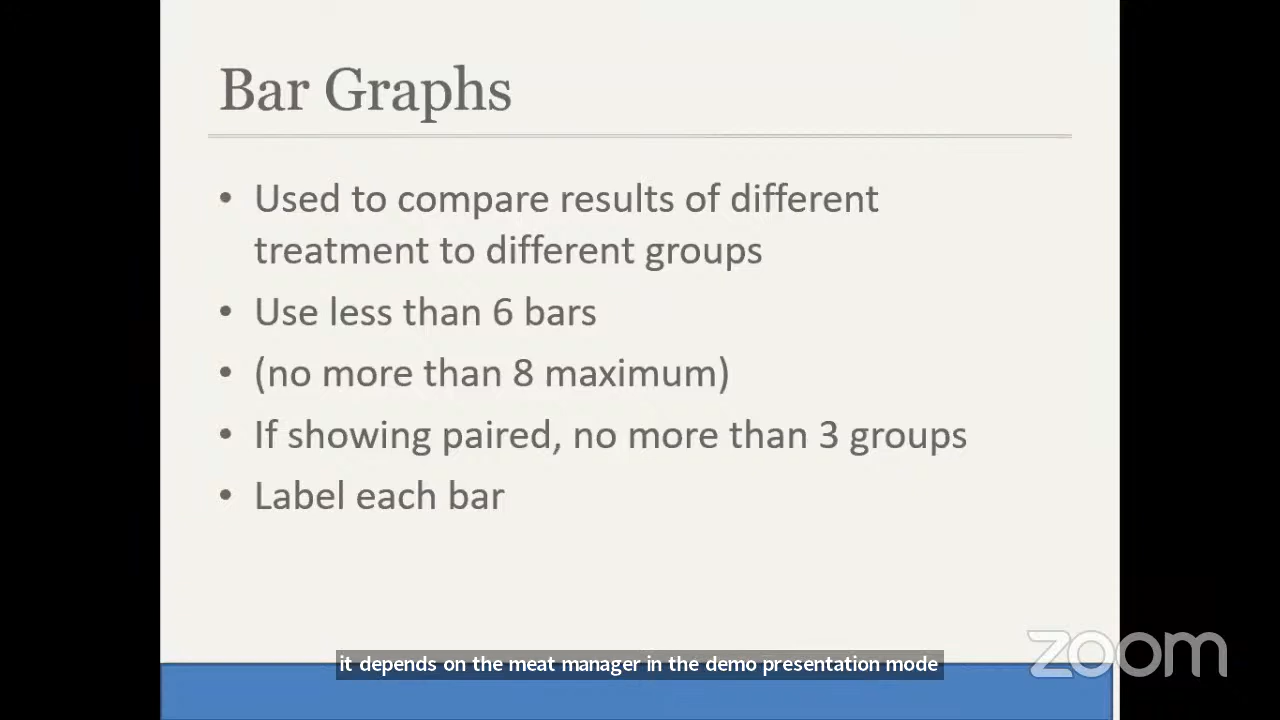 Bar Graphs
• Used to compare results of different
treatment to different groups
• Use less than 6 bars
• (no more than 8 maximum)
• If showing paired, no more than 3 groups
• Label each bar
it depends on the meat manager in the demo presentation mode
zoom